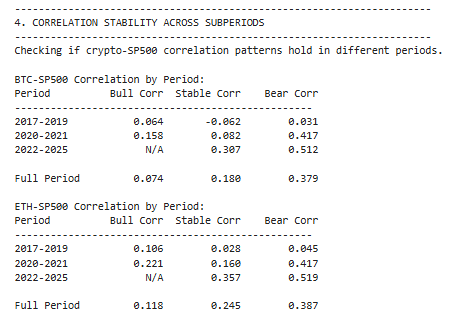 --------------------------------------------------------------------
4. CORRELATION STABILITY ACROSS SUBPERIODS
--------------------------------------------------------------------
Checking if crypto-SP500 correlation patterns hold in different periods.
BTC-SP500 Correlation by Period:
Period Bull Corr Stable Corr Bear Corr
--------------------------------------------------
2017-2019 0.064 -0.062 0.031
2020-2021 0.158 0.082 0.417
2022-2025 N/A 0.307 0.512
Full Period 0.074 0.180 0.379
ETH-SP500 Correlation by Period:
Period Bull Corr Stable Corr Bear Corr
--------------------------------------------------
2017-2019 0.106 0.028 0.045
2020-2021 0.221 0.160 0.417
2022-2025 N/A 0.357 0.519
Full Period 0.118 0.245 0.387